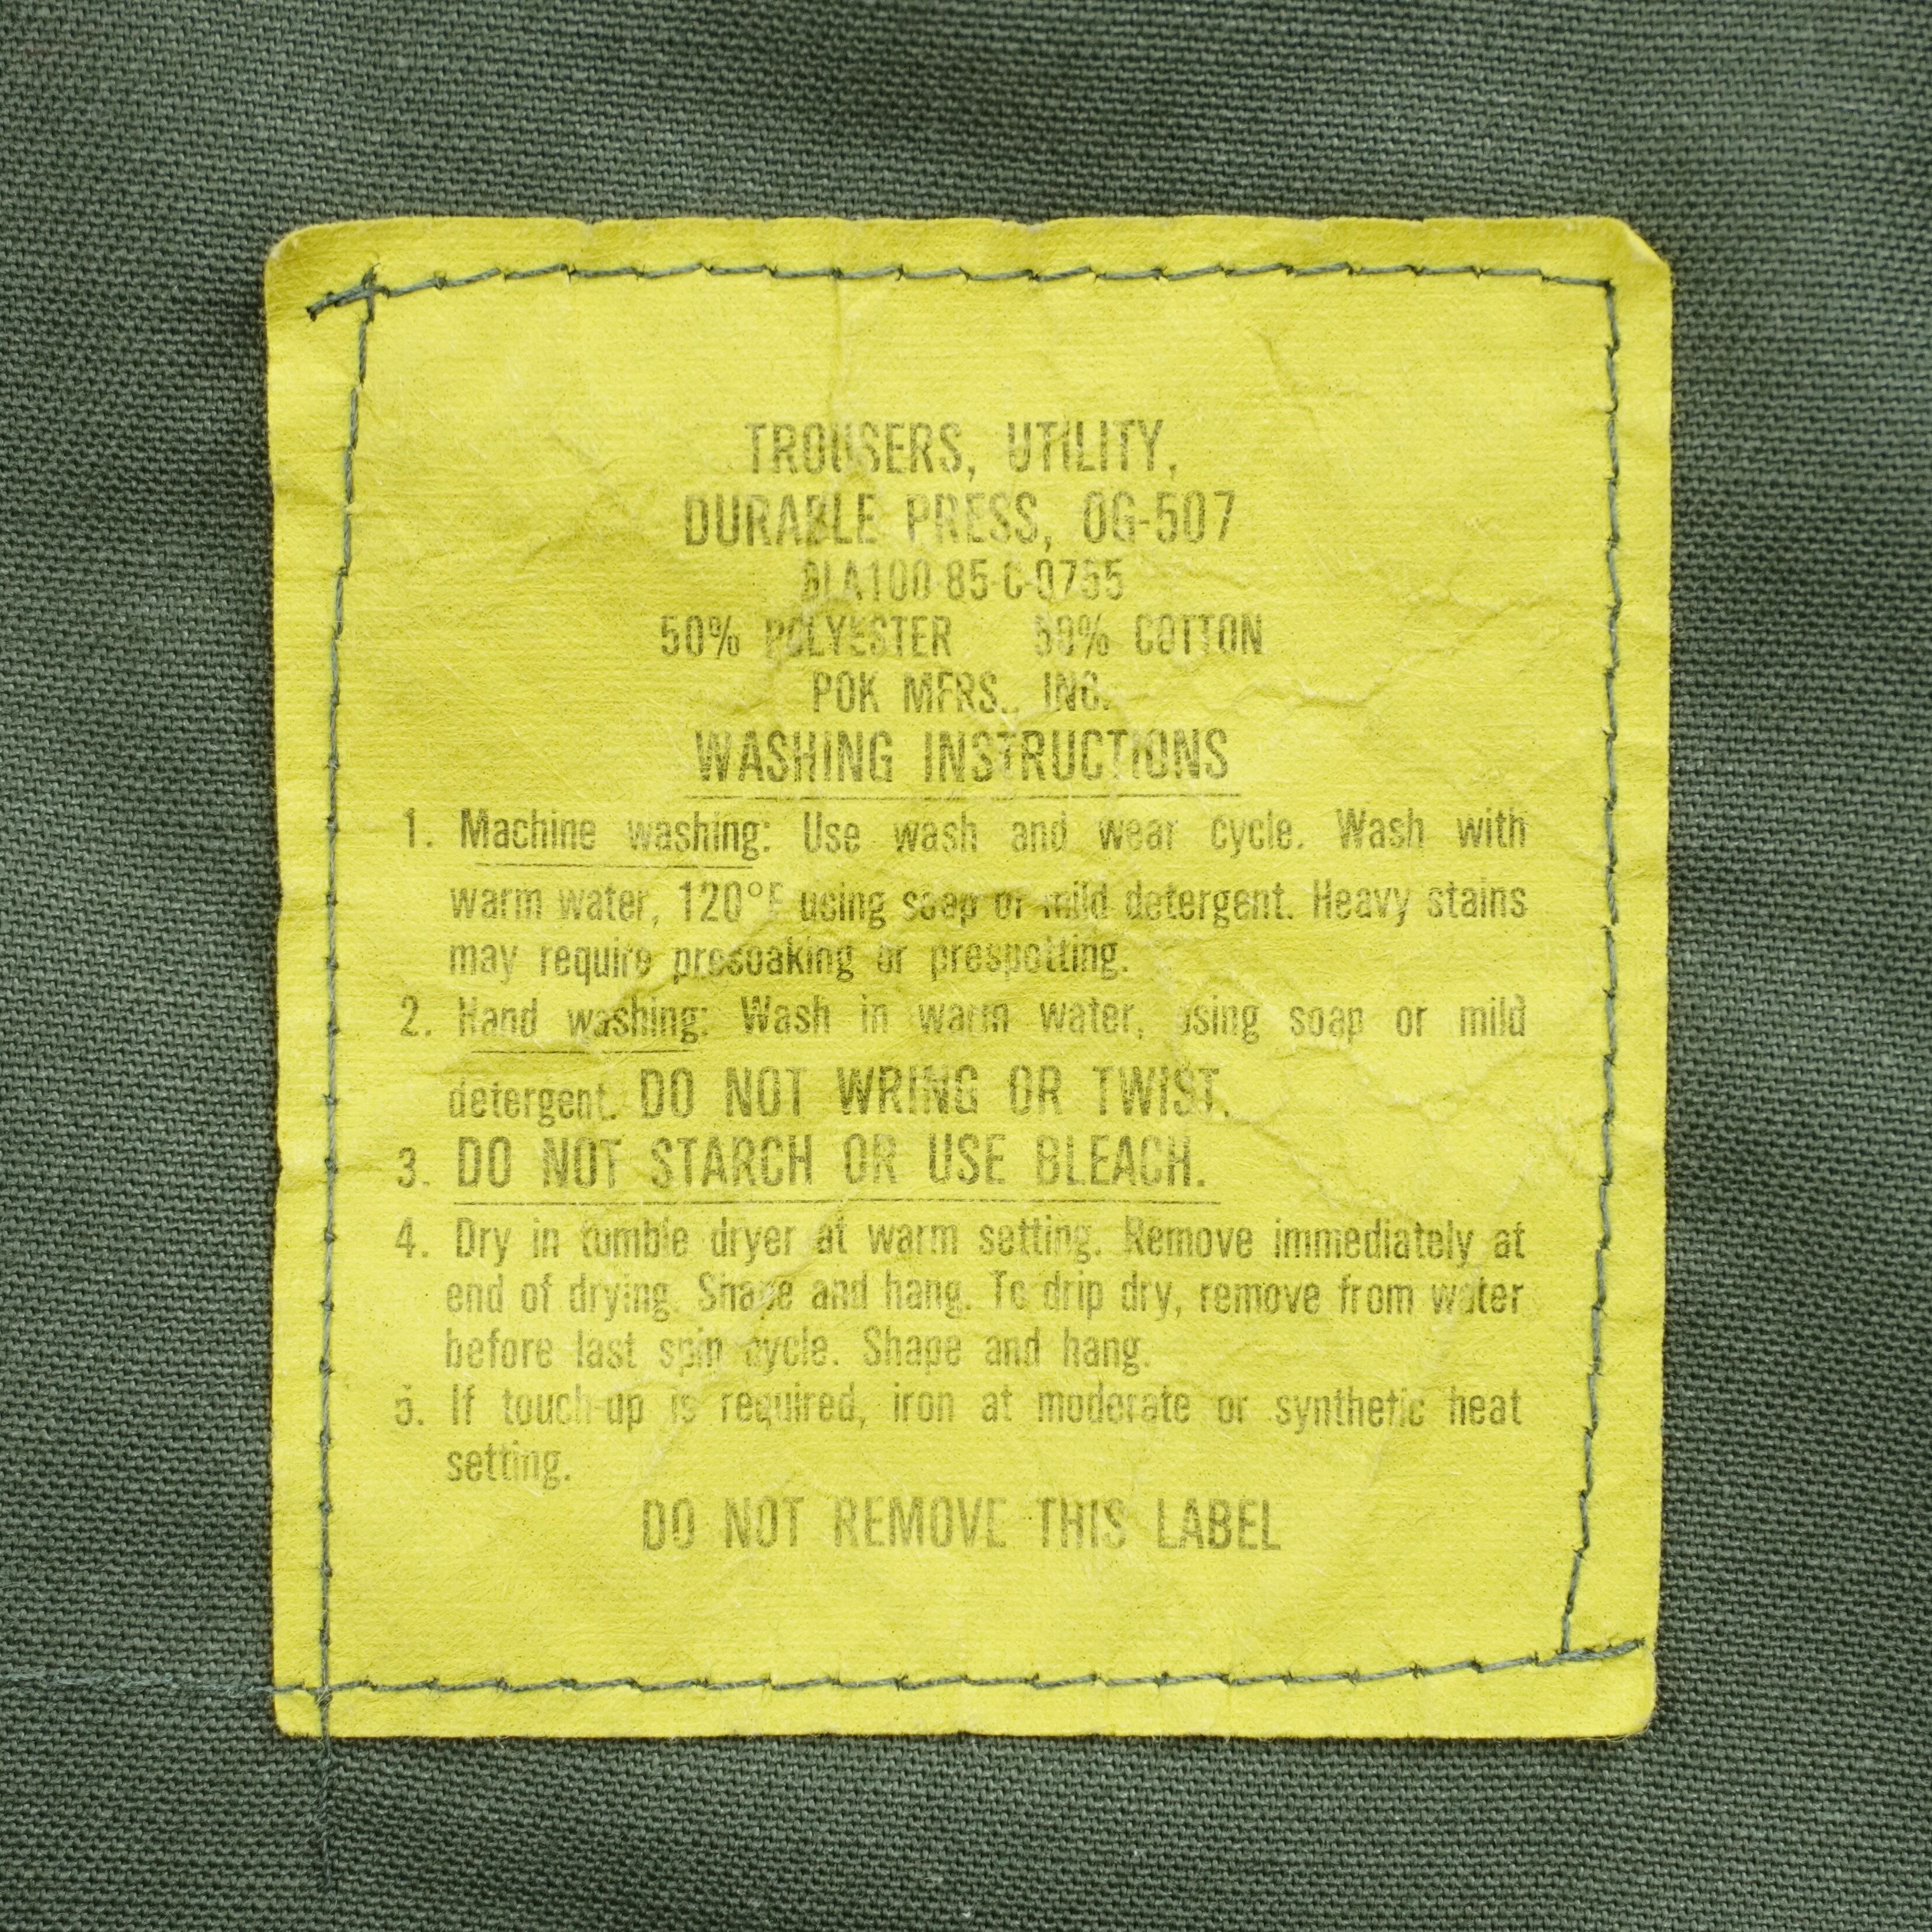 TROUSERS, UTILITY,
DURABLE PRESS, OG-507
DLA100-85-C-0755
50% POLYESTER 50% COTTON
POK MFRS., INC.
WASHING INSTRUCTIONS
1. Machine washing: Use wash and wear cycle. Wash with
warm water, 120°F using soap or mild detergent. Heavy stains
may require presoaking or prespotting.
2. Hand washing: Wash in warm water, using soap or mild
detergent. DO NOT WRING OR TWIST.
3. DO NOT STARCH OR USE BLEACH.
4. Dry in tumble dryer at warm setting. Remove immediately at
end of drying. Shape and hang. To drip dry, remove from water
before last spin cycle. Shape and hang.
5. If touch-up is required, iron at moderate or synthetic heat
setting.
DO NOT REMOVE THIS LABEL